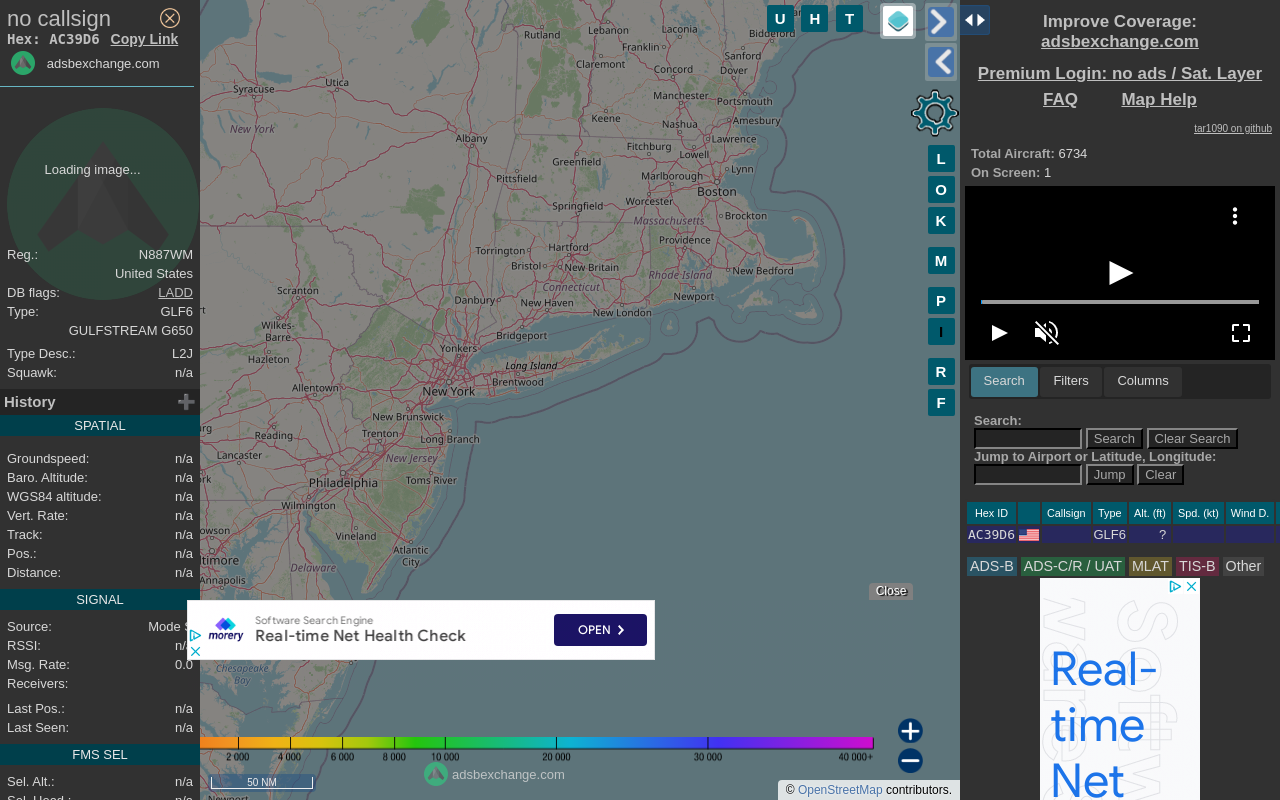 no callsign
Hex: AC39D6 Copy Link
adsbexchange.com
Loading image...
Reg.: N887WM
United States
DB flags: LADD
Type: GLF6
GULFSTREAM G650
Type Desc.: L2J
Squawk: n/a
History
SPATIAL
Groundspeed: n/a
Baro. Altitude: n/a
WGS84 altitude: n/a
Vert. Rate: n/a
Track: n/a
Pos.: n/a
Distance: n/a
SIGNAL
Source: Mode S
RSSI: n/a
Msg. Rate: 0.0
Receivers:
Last Pos.: n/a
Last Seen: n/a
FMS SEL
Sel. Alt.: n/a
Rutland
Lebanon
Laconia
Franklin
Biddeford
Sanford
Claremont
Concord
Dover
Utica
Syracuse
Manchester
Portsmouth
Keene
Amesbury
New York
Nashua
Albany
Lawrence
Fitchburg
Lowell
Greenfield
Lynn
Pittsfield
Marlborough
Boston
Springfield
Worcester
Brockton
Massachusetts
Providence
Torrington
Hartford
Bristol
New Britain
New Bedford
Rhode Island
Connecticut
Scranton
Danbury
New Haven
Newport
New London
Wilkes-
Barre
Bridgeport
Hazleton
Yonkers
Long Island
Allentown
Brentwood
New York
New Brunswick
Reading
Trenton
Long Branch
Lancaster
New Jersey
Philadelphia
Toms River
Wilmington
Vineland
Atlantic
City
Delaware
Annapolis
Chesapeake
Bay
U H T
L
O
K
M
P
I
R
F
Close
Software Search Engine
morery
Real-time Net Health Check
OPEN
2 000 4 000 6 000 8 000 10 000 20 000 30 000 40 000+
50 NM
adsbexchange.com
© OpenStreetMap contributors.
Improve Coverage:
adsbexchange.com
Premium Login: no ads / Sat. Layer
FAQ Map Help
tar1090 on github
Total Aircraft: 6734
On Screen: 1
Search Filters Columns
Search:
Search Clear Search
Jump to Airport or Latitude, Longitude:
Jump Clear
Hex ID Callsign Type Alt. (ft) Spd. (kt) Wind D.
AC39D6 GLF6 ?
ADS-B ADS-C/R / UAT MLAT TIS-B Other
Real-
time
Net